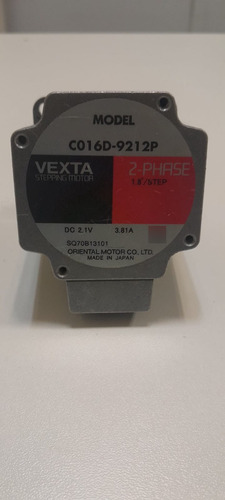 MODEL
C016D-9212P
VEXTA 2-PHASE
STEPPING MOTOR 1.8°/STEP
DC 2.1V 3.81A
SQ70B13101
ORIENTAL MOTOR CO., LTD.
MADE IN JAPAN